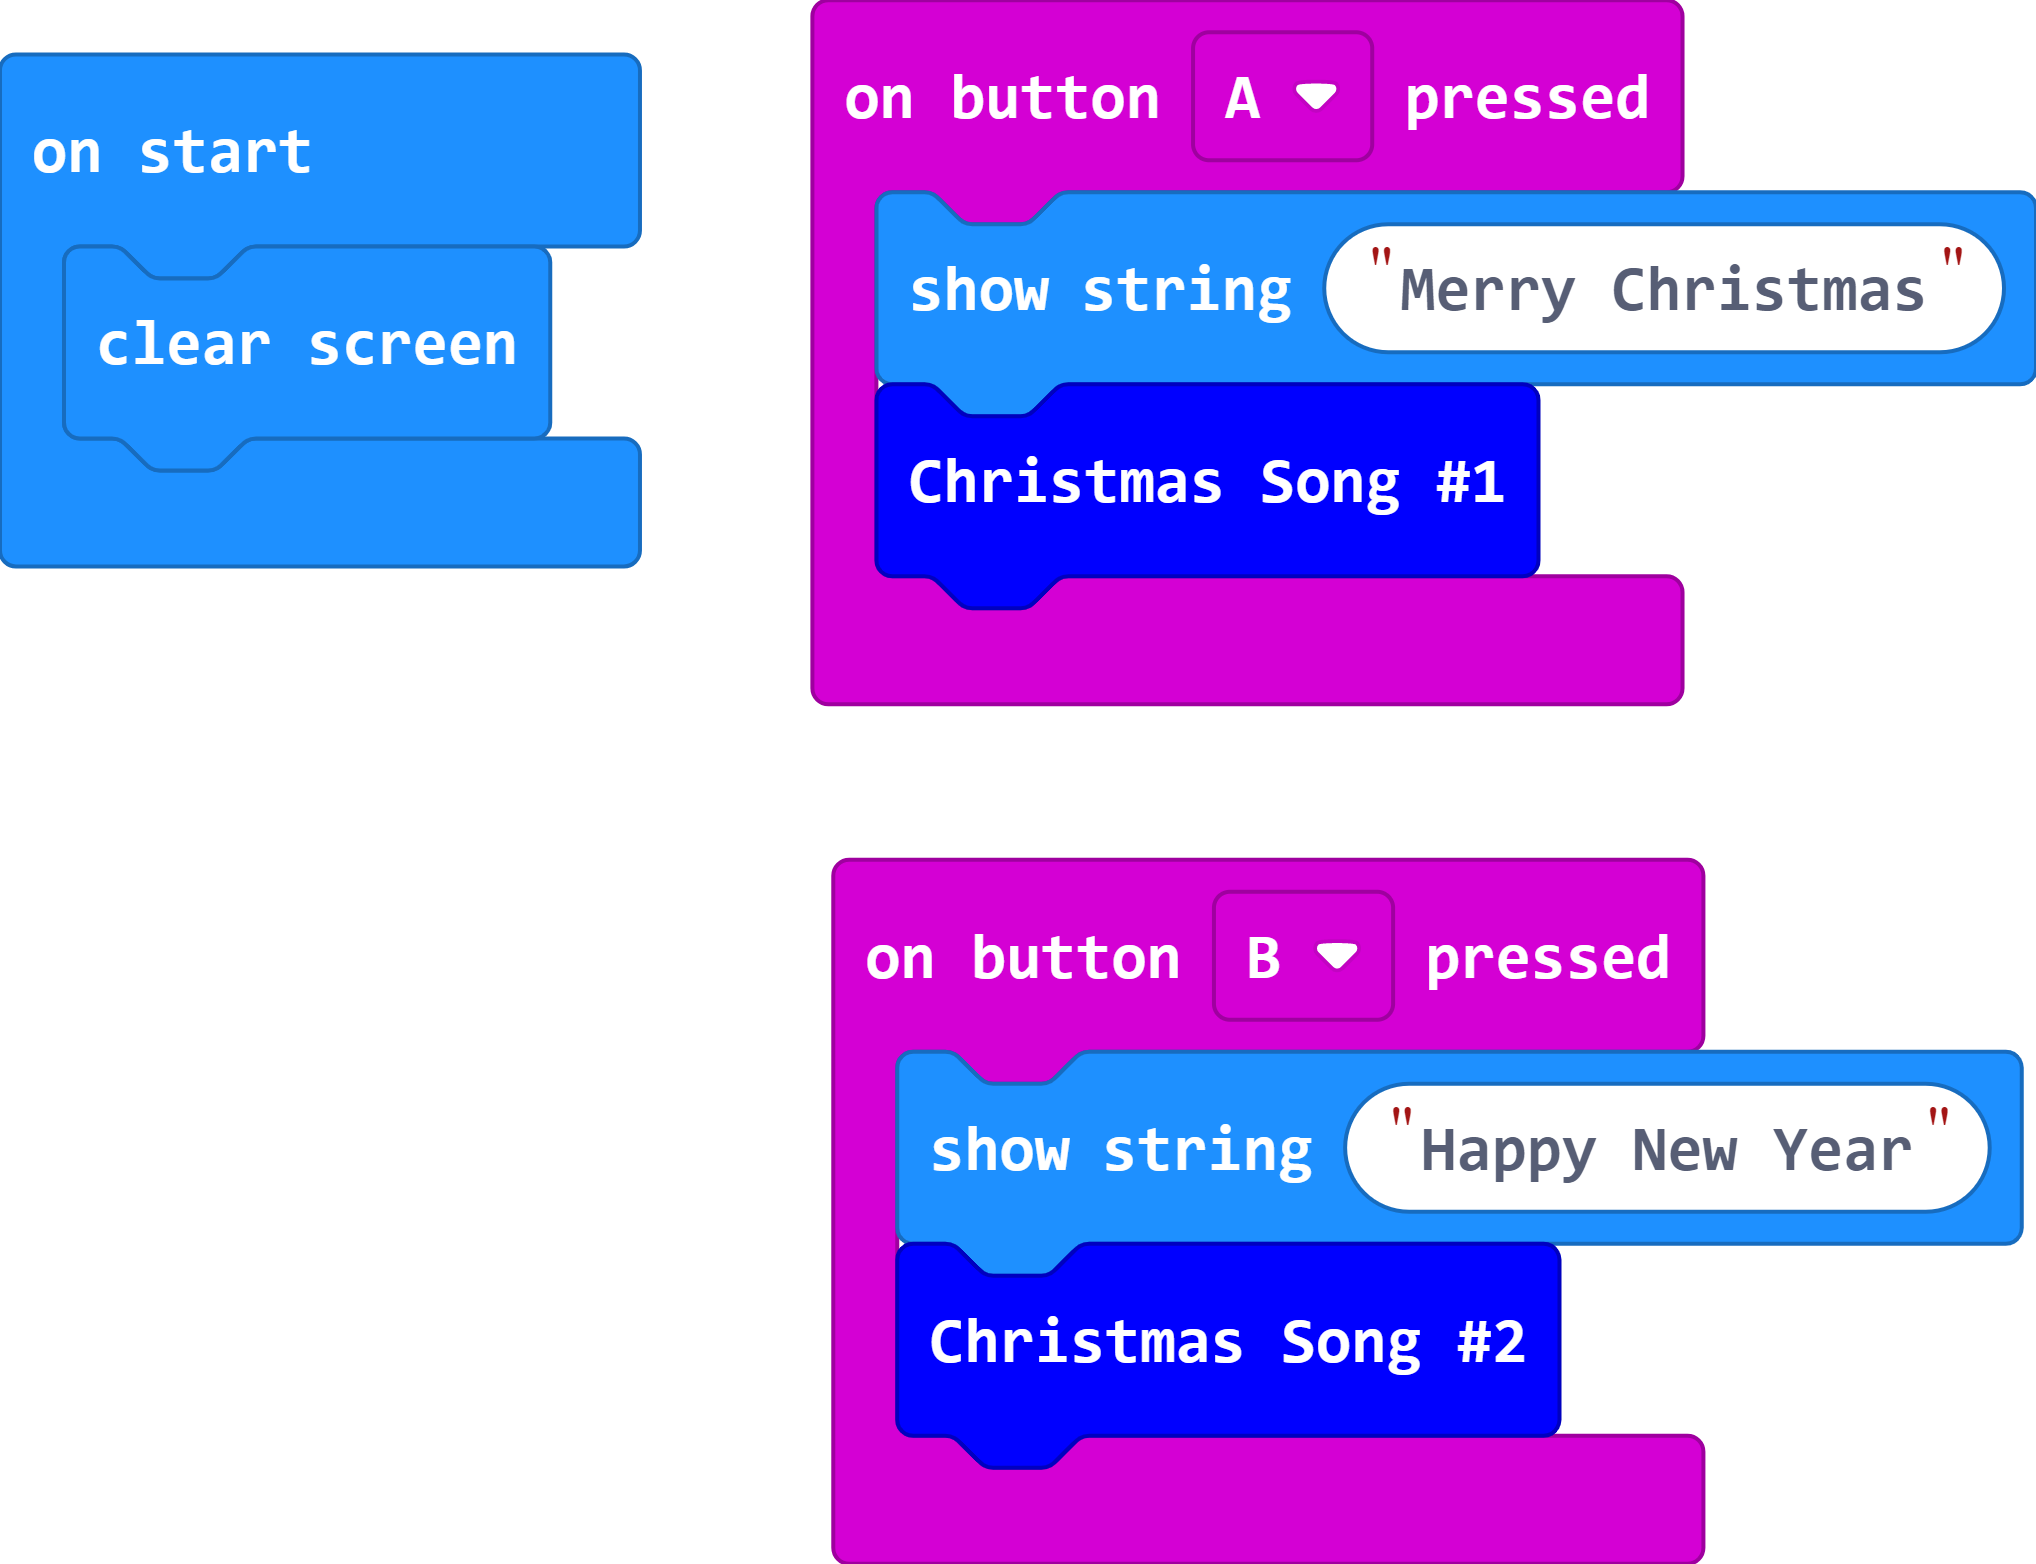 on start
clear screen
on button A pressed
show string "Merry Christmas"
Christmas Song #1
on button B pressed
show string "Happy New Year"
Christmas Song #2